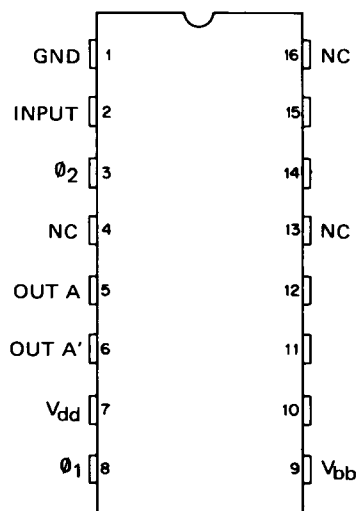 GND 1 16 NC
INPUT 2 15
Ø2 3 14
NC 4 13 NC
OUT A 5 12
OUT A' 6 11
Vdd 7 10
Ø1 8 9 Vbb